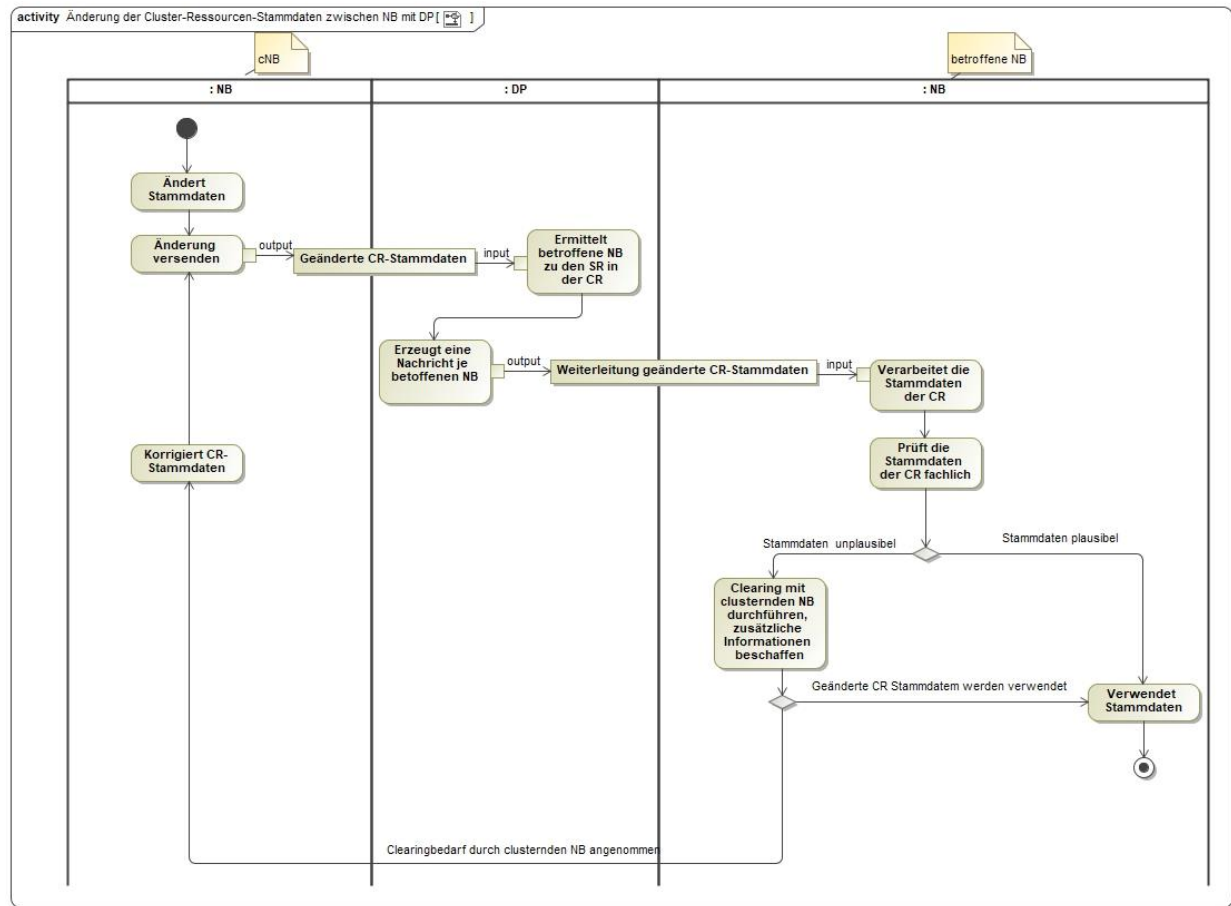 activity Änderung der Cluster-Ressourcen-Stammdaten zwischen NB mit DP[ ]
cNB
betroffene NB
: NB
: DP
: NB
Ändert
Stammdaten
Änderung
versenden
output
Geänderte CR-Stammdaten
input
Ermittelt
betroffene NB
zu den SR in
der CR
Erzeugt eine
Nachricht je
betoffenen NB
output
Weiterleitung geänderte CR-Stammdaten
input
Verarbeitet die
Stammdaten
der CR
Korrigiert CR-
Stammdaten
Prüft die
Stammdaten
der CR fachlich
Stammdaten unplausibel
Stammdaten plausibel
Clearing mit
clusternden NB
durchführen,
zusätzliche
Informationen
beschaffen
Geänderte CR Stammdatem werden verwendet
Verwendet
Stammdaten
Clearingbedarf durch clusternden NB angenommen